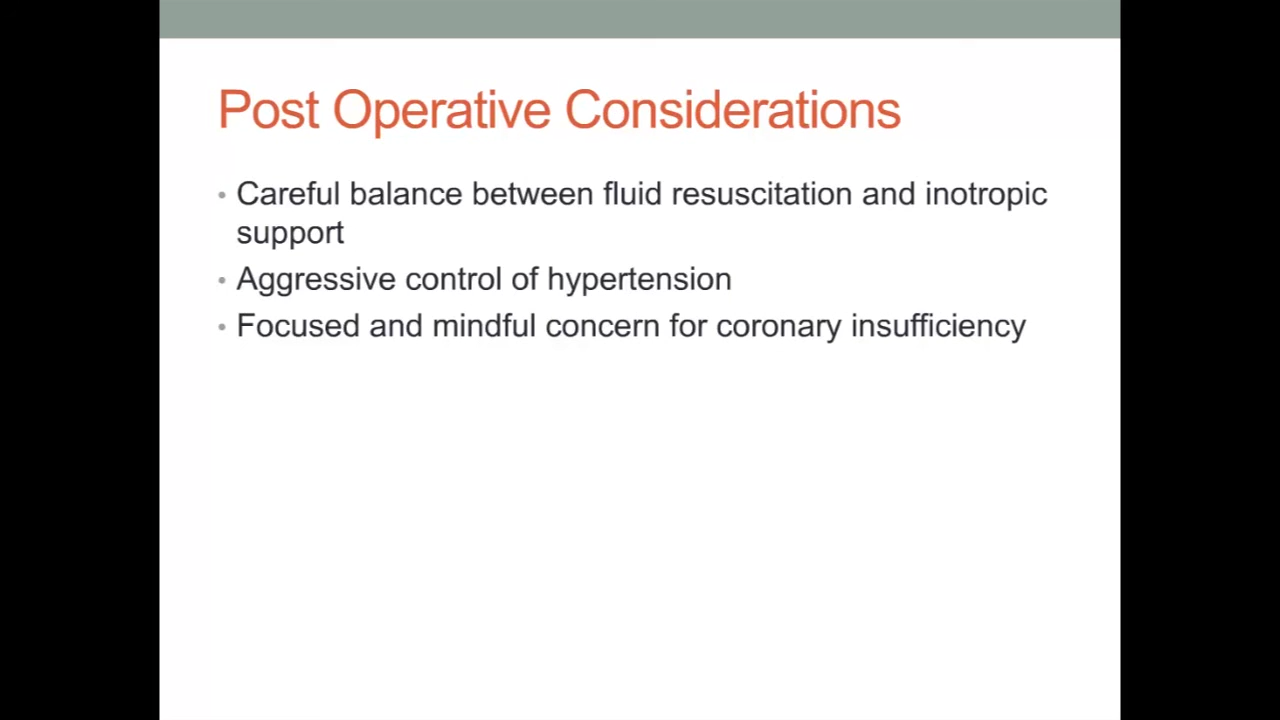 Post Operative Considerations
• Careful balance between fluid resuscitation and inotropic
support
• Aggressive control of hypertension
• Focused and mindful concern for coronary insufficiency